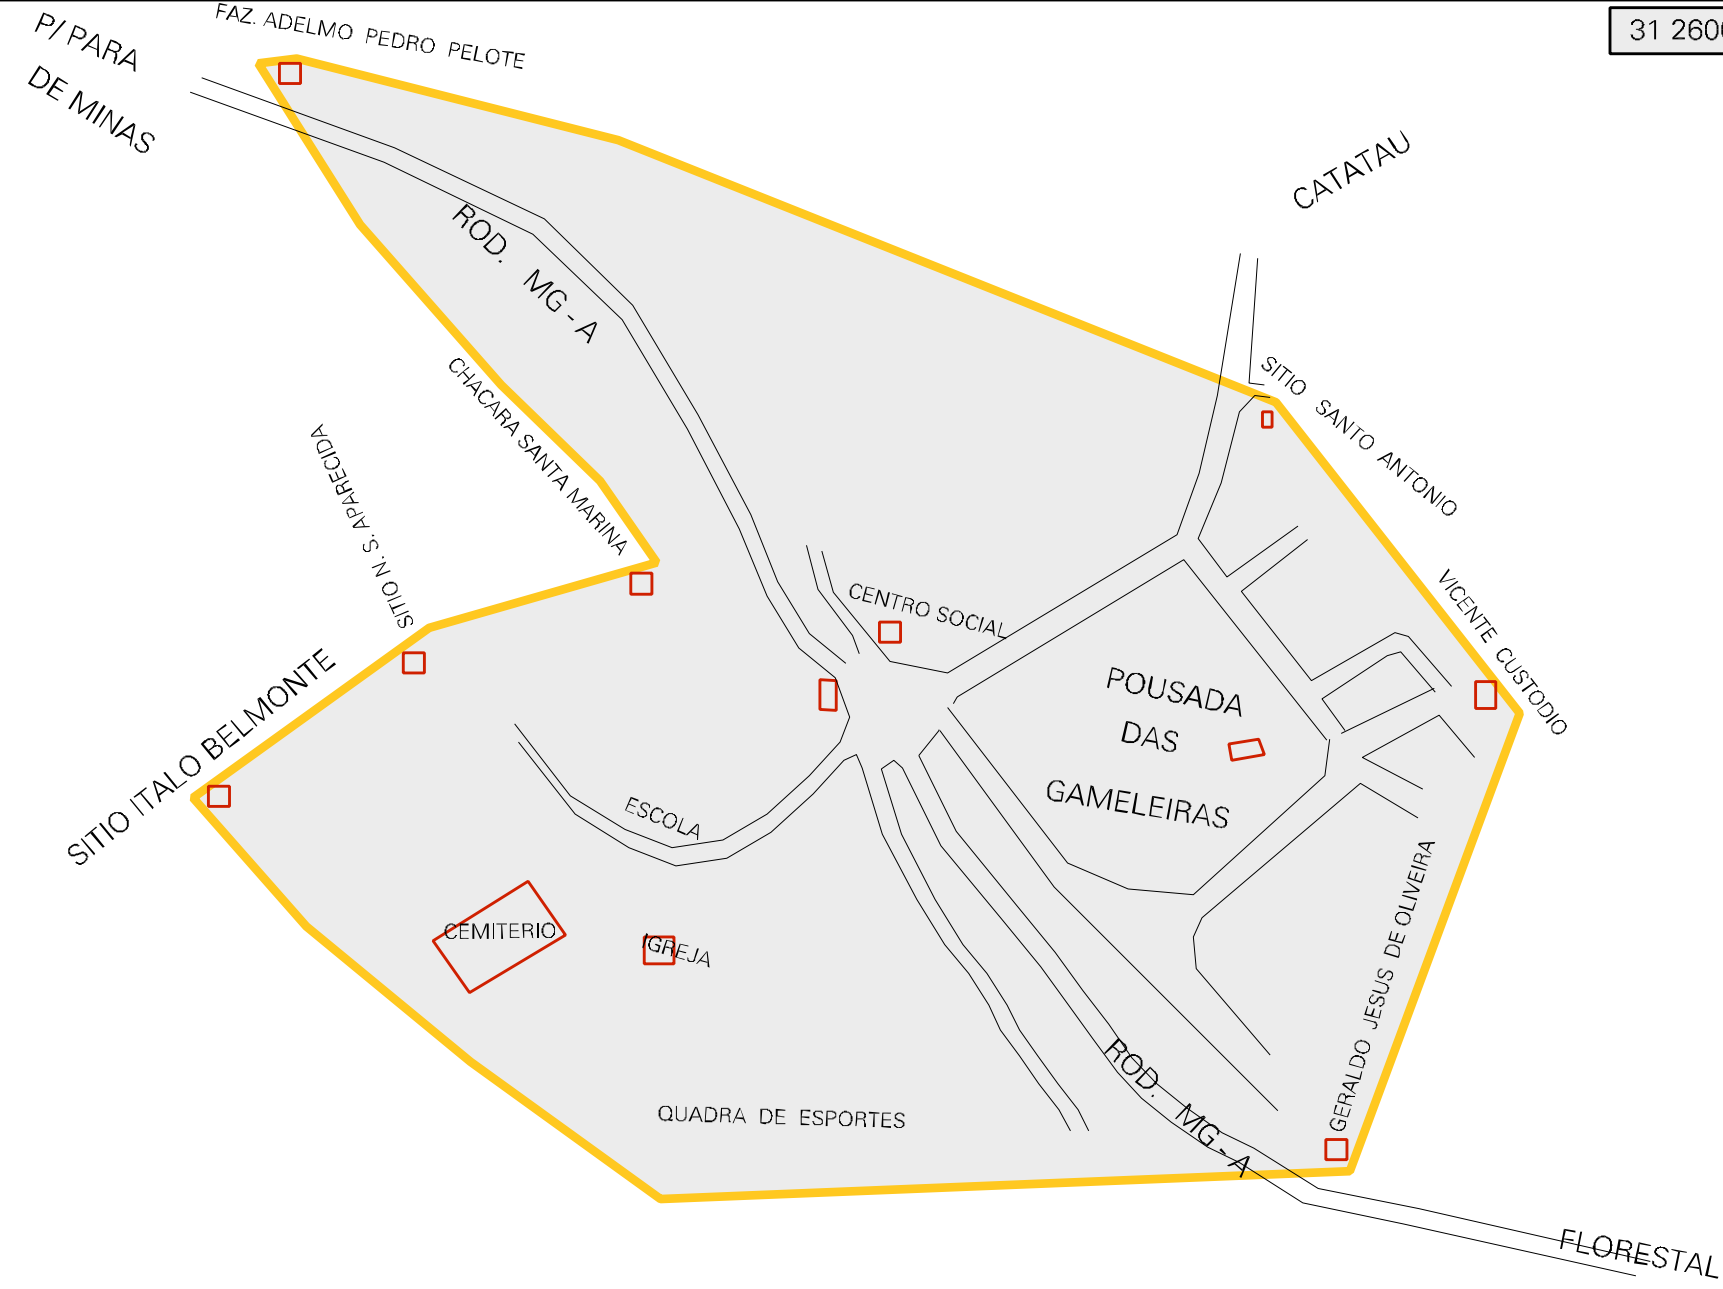 FAZ. ADELMO PEDRO PELOTE
P/ PARA
DE MINAS
31 260
CATATAU
ROD. MG - A
SITIO SANTO ANTONIO
CHACARA SANTA MARINA
SITIO N. S. APARECIDA
CENTRO SOCIAL
VICENTE CUSTODIO
SITIO ITALO BELMONTE
POUSADA
DAS
GAMELEIRAS
ESCOLA
CEMITERIO
IGREJA
GERALDO JESUS DE OLIVEIRA
QUADRA DE ESPORTES
ROD. MG - A
FLORESTAL